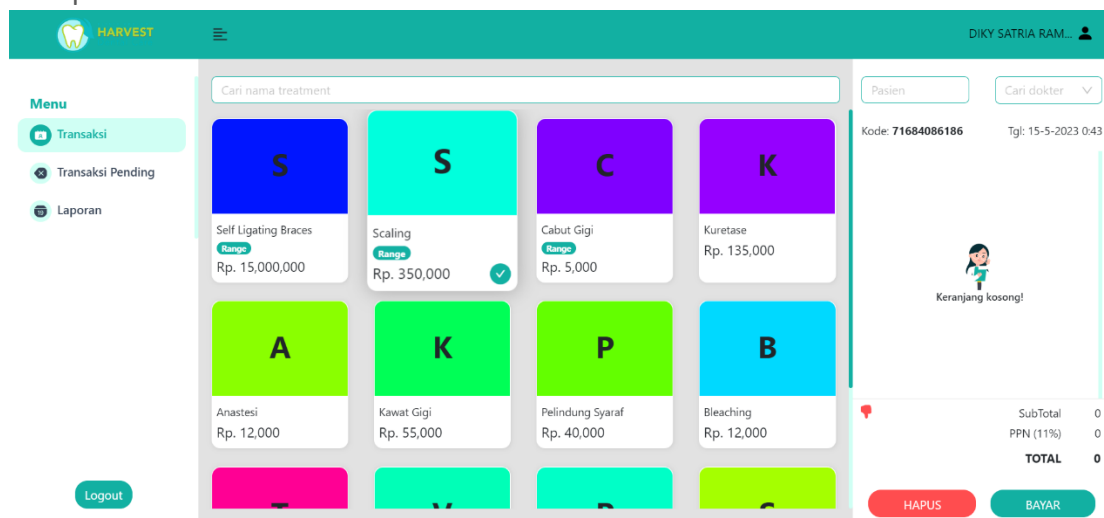 HARVEST
DIKY SATRIA RAM...
Menu
Transaksi
Transaksi Pending
Laporan
Logout
Cari nama treatment
S
Self Ligating Braces
Range
Rp. 15,000,000
S
Scaling
Range
Rp. 350,000
C
Cabut Gigi
Range
Rp. 5,000
K
Kuretase
Rp. 135,000
A
Anastesi
Rp. 12,000
K
Kawat Gigi
Rp. 55,000
P
Pelindung Syaraf
Rp. 40,000
B
Bleaching
Rp. 12,000
Pasien
Cari dokter
Kode: 71684086186
Tgl: 15-5-2023 0:43
Keranjang kosong!
SubTotal 0
PPN (11%) 0
TOTAL 0
HAPUS
BAYAR